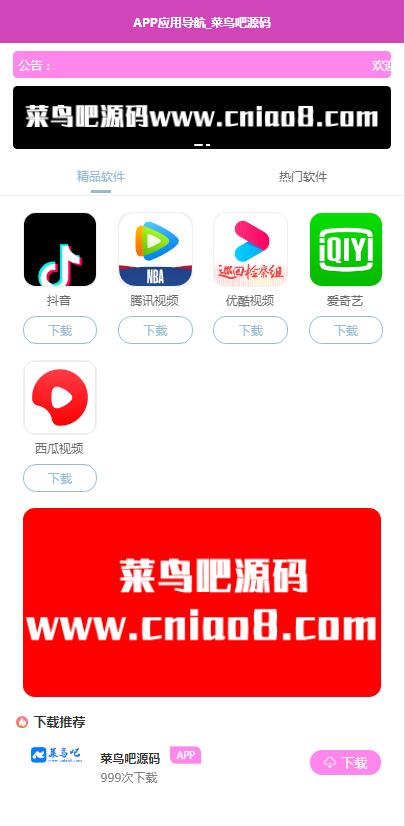 APP应用导航_菜鸟吧源码
公告： 欢迎
菜鸟吧源码www.cniao8.com
精品软件 热门软件
NBA 巡回检察组 iQIYI
抖音 腾讯视频 优酷视频 爱奇艺
下载 下载 下载 下载
西瓜视频
下载
菜鸟吧源码
www.cniao8.com
下载推荐
菜鸟吧 菜鸟吧源码 APP 下载
999次下载